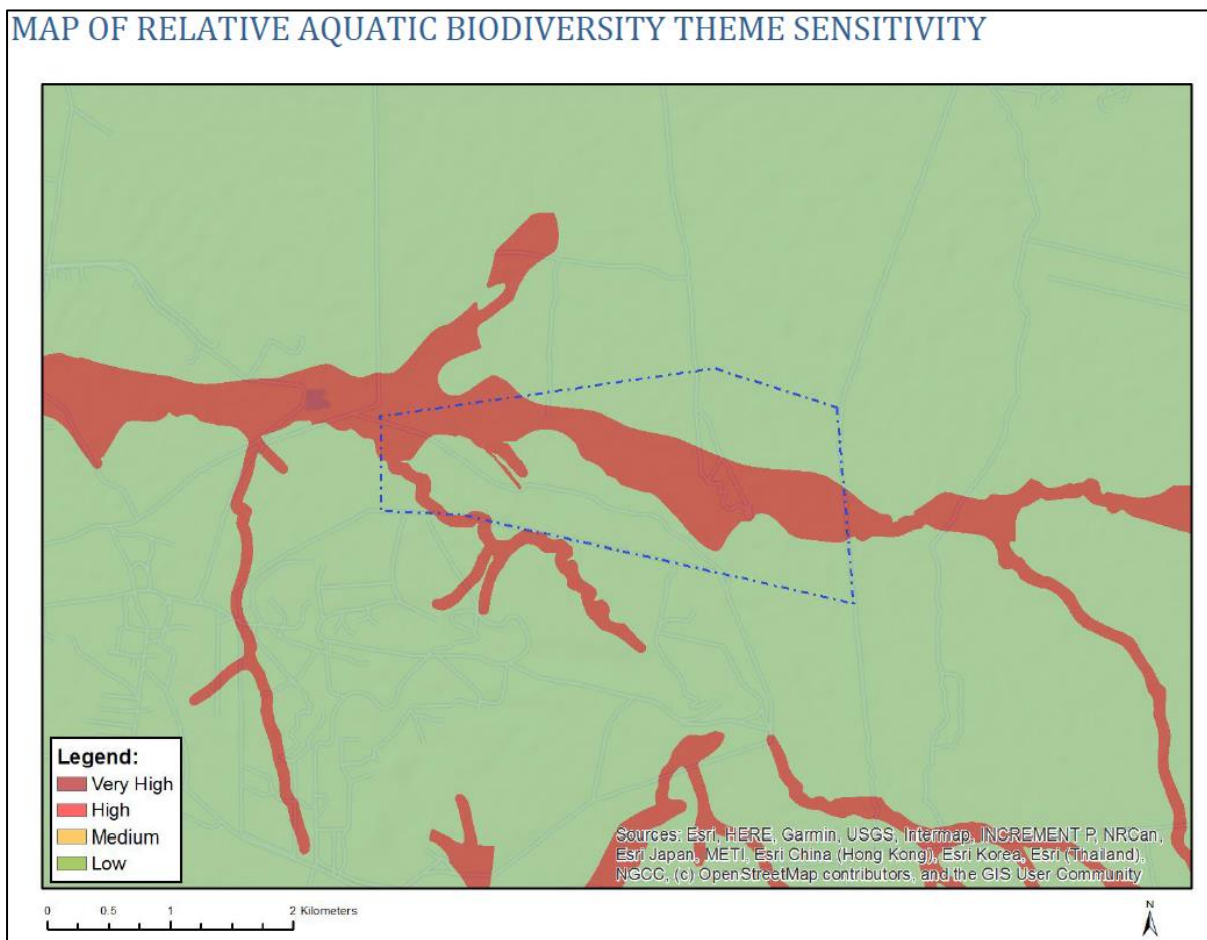 MAP OF RELATIVE AQUATIC BIODIVERSITY THEME SENSITIVITY
Legend:
Very High
High
Medium
Low
Sources: Esri, HERE, Garmin, USGS, Intermap, INCREMENT P, NRCan,
Esri Japan, METI, Esri China (Hong Kong), Esri Korea, Esri (Thailand),
NGCC, (c) OpenStreetMap contributors, and the GIS User Community
0 0.5 1 2 Kilometers
N